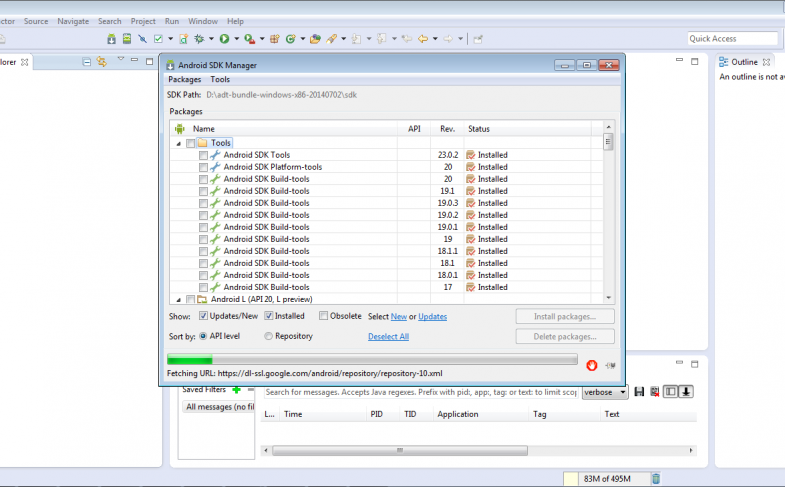 ctor Source Navigate Search Project Run Window Help
Quick Access
lorer
Outline
An outline is not av
Android SDK Manager
Packages Tools
SDK Path: D:\adt-bundle-windows-x86-20140702\sdk
Packages
Name API Rev. Status
Tools
Android SDK Tools 23.0.2 Installed
Android SDK Platform-tools 20 Installed
Android SDK Build-tools 20 Installed
Android SDK Build-tools 19.1 Installed
Android SDK Build-tools 19.0.3 Installed
Android SDK Build-tools 19.0.2 Installed
Android SDK Build-tools 19.0.1 Installed
Android SDK Build-tools 19 Installed
Android SDK Build-tools 18.1.1 Installed
Android SDK Build-tools 18.1 Installed
Android SDK Build-tools 18.0.1 Installed
Android SDK Build-tools 17 Installed
Android L (API 20, L preview)
Show: Updates/New Installed Obsolete Select New or Updates Install packages...
Sort by: API level Repository Deselect All Delete packages...
Fetching URL: https://dl-ssl.google.com/android/repository/repository-10.xml
Saved Filters
Search for messages. Accepts Java regexes. Prefix with pid:, app:, tag: or text: to limit scop verbose
All messages (no fil
L... Time PID TID Application Tag Text
83M of 495M